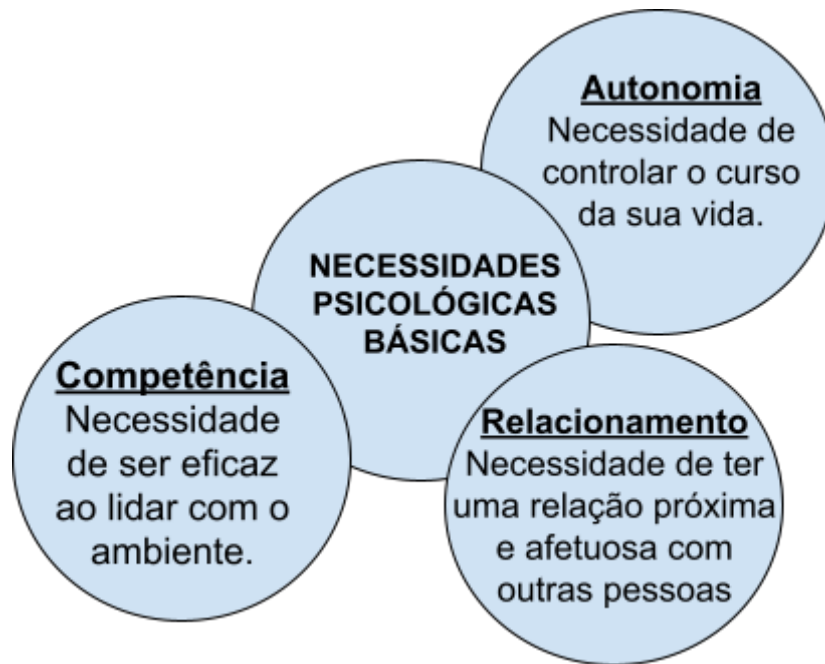 Autonomia
Necessidade de
controlar o curso
da sua vida.
NECESSIDADES
PSICOLÓGICAS
BÁSICAS
Competência
Necessidade
de ser eficaz
ao lidar com o
ambiente.
Relacionamento
Necessidade de ter
uma relação próxima
e afetuosa com
outras pessoas